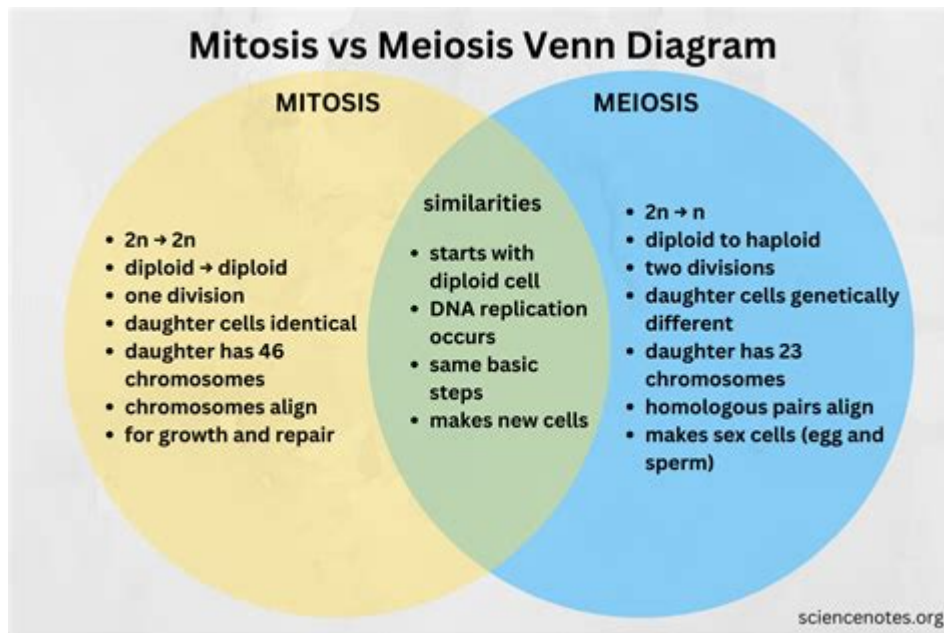 Mitosis vs Meiosis Venn Diagram
MITOSIS
• 2n → 2n
• diploid → diploid
• one division
• daughter cells identical
• daughter has 46
chromosomes
• chromosomes align
• for growth and repair
similarities
• starts with
diploid cell
• DNA replication
occurs
• same basic
steps
• makes new cells
MEIOSIS
• 2n → n
• diploid to haploid
• two divisions
• daughter cells genetically
different
• daughter has 23
chromosomes
• homologous pairs align
• makes sex cells (egg and
sperm)
sciencenotes.org